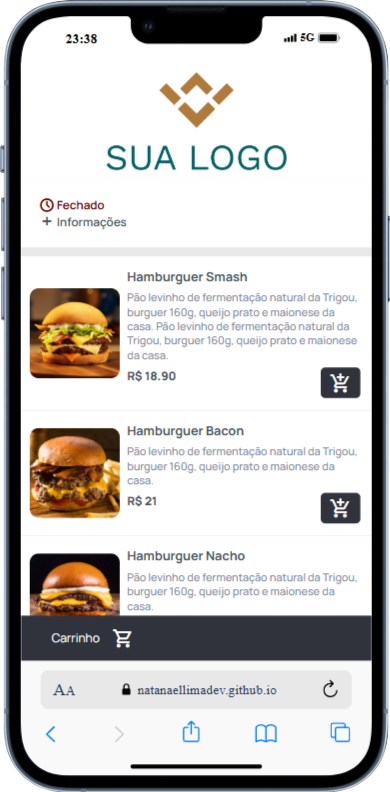 23:38
5G
SUA LOGO
Fechado
+ Informações
Hamburguer Smash
Pão levinho de fermentação natural da Trigou,
burguer 160g, queijo prato e maionese da
casa. Pão levinho de fermentação natural da
Trigou, burguer 160g, queijo prato e maionese
da casa.
R$ 18.90
Hamburguer Bacon
Pão levinho de fermentação natural da Trigou,
burguer 160g, queijo prato e maionese da
casa.
R$ 21
Hamburguer Nacho
Pão levinho de fermentação natural da Trigou,
burguer 160g, queijo prato e maionese da
casa.
Carrinho
AA natanaellimadev.github.io